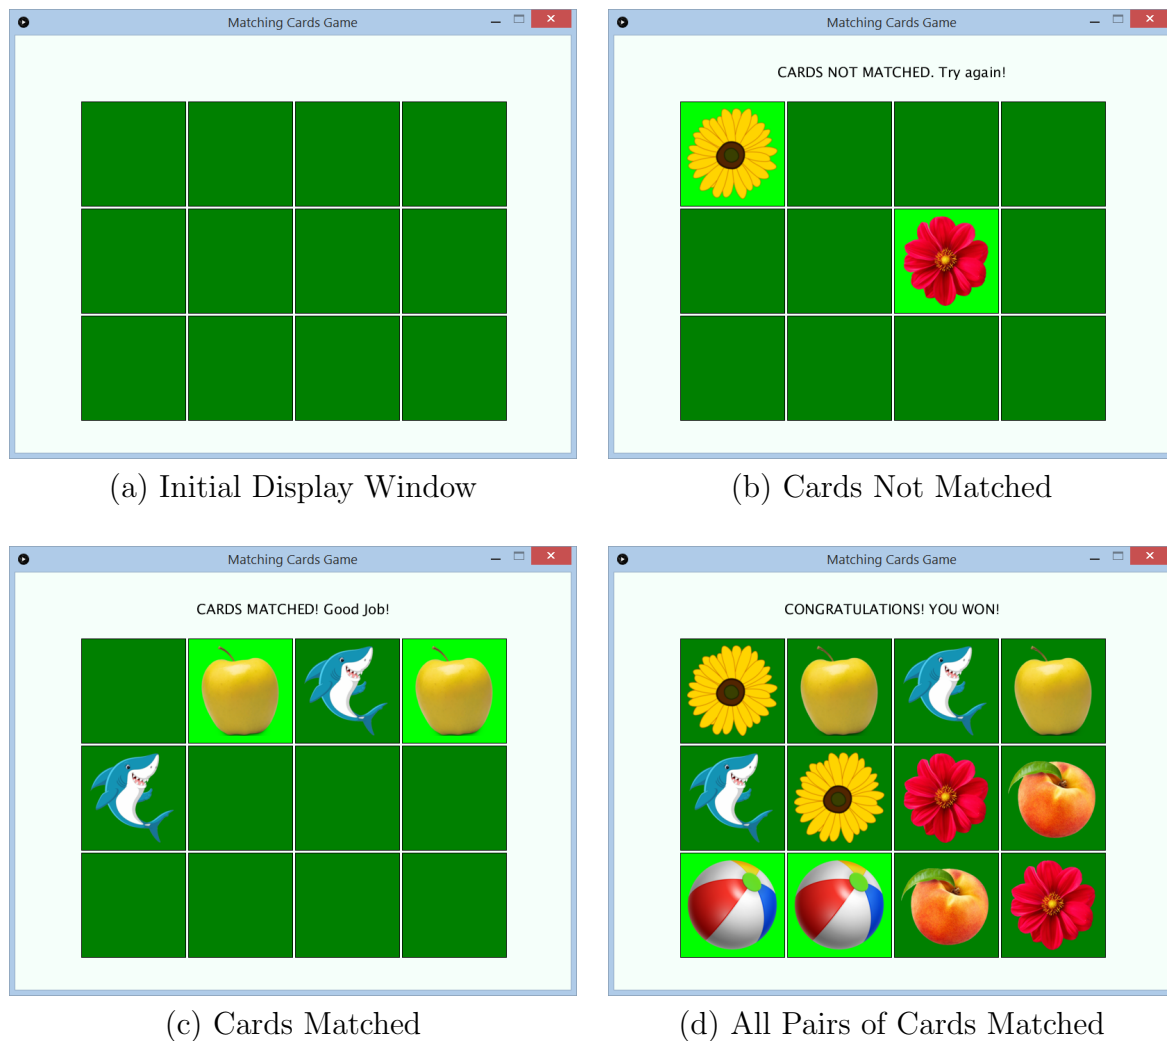 Matching Cards Game
Matching Cards Game
CARDS NOT MATCHED. Try again!
(a) Initial Display Window
(b) Cards Not Matched
Matching Cards Game
Matching Cards Game
CARDS MATCHED! Good Job!
CONGRATULATIONS! YOU WON!
(c) Cards Matched
(d) All Pairs of Cards Matched